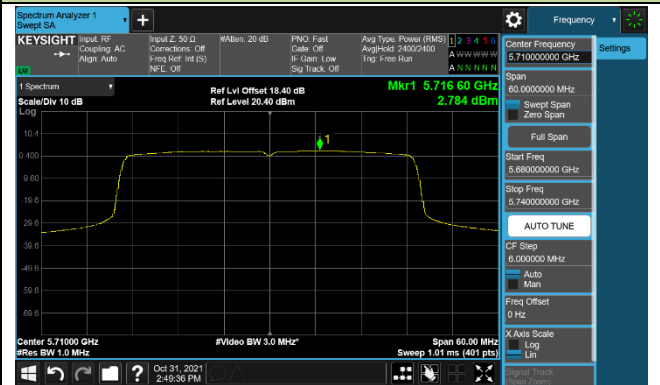 Spectrum Analyzer 1
Swept SA
Frequency
KEYSIGHT
Input: RF
Coupling: AC
Align: Auto
Input Z: 50 Ω
Corrections: Off
Freq Ref: Int (S)
NFE: Off
#Atten: 20 dB
PNO: Fast
Gate: Off
IF Gain: Low
Sig Track: Off
Avg Type: Power (RMS)
Avg|Hold: 2400/2400
Trig: Free Run
1 2 3 4 5 6
A W W W W W
A N N N N N
LXI
1 Spectrum
Scale/Div 10 dB
Log
Ref Lvl Offset 18.40 dB
Ref Level 20.40 dBm
Mkr1 5.716 60 GHz
2.784 dBm
1
10.4
0.400
-9.60
-19.6
-29.6
-39.6
-49.6
-59.6
-69.6
Center 5.71000 GHz
#Res BW 1.0 MHz
#Video BW 3.0 MHz*
Span 60.00 MHz
Sweep 1.01 ms (401 pts)
Center Frequency
5.710000000 GHz
Settings
Span
60.0000000 MHz
Swept Span
Zero Span
Full Span
Start Freq
5.680000000 GHz
Stop Freq
5.740000000 GHz
AUTO TUNE
CF Step
6.000000 MHz
Auto
Man
Freq Offset
0 Hz
X Axis Scale
Log
Lin
Signal Track
(Span Zoom)
Oct 31, 2021
2:49:36 PM